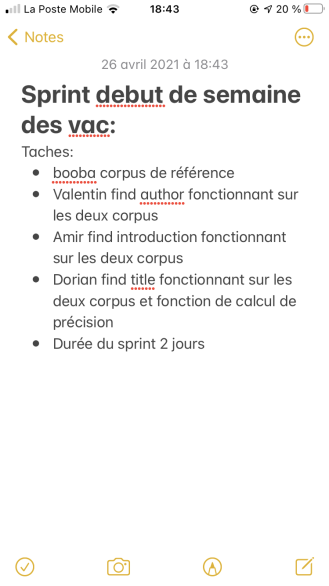 La Poste Mobile 18:43 20 %
Notes
26 avril 2021 à 18:43
Sprint debut de semaine
des vac:
Taches:
• booba corpus de référence
• Valentin find author fonctionnant sur
les deux corpus
• Amir find introduction fonctionnant
sur les deux corpus
• Dorian find title fonctionnant sur les
deux corpus et fonction de calcul de
précision
• Durée du sprint 2 jours